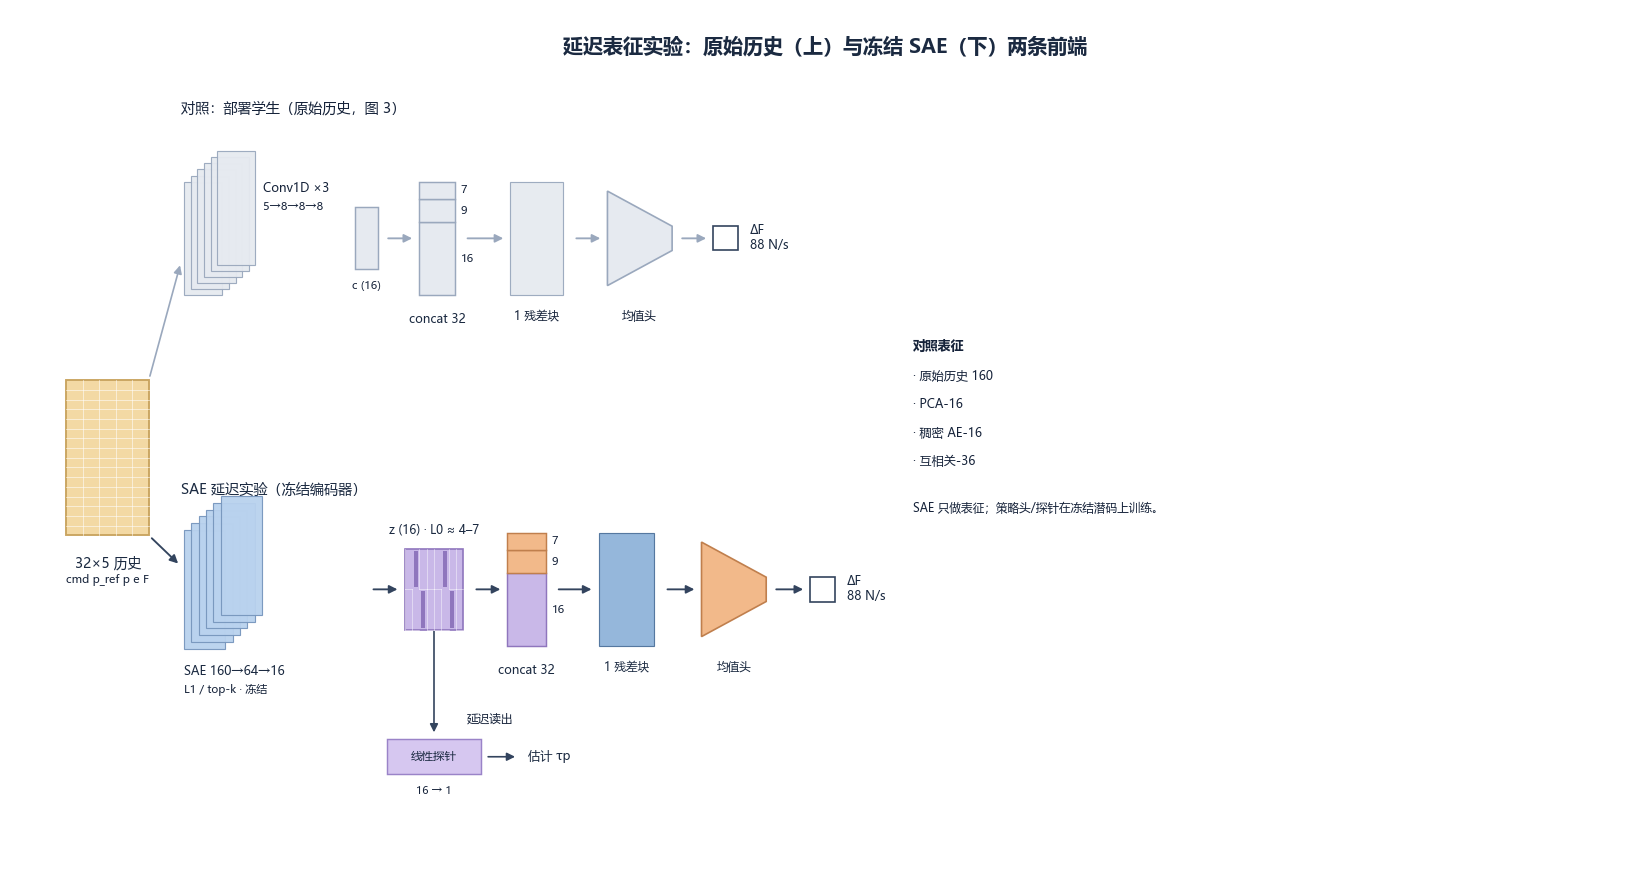 延迟表征实验：原始历史（上）与冻结 SAE（下）两条前端
对照：部署学生（原始历史，图 3）
Conv1D ×3
5→8→8→8
c (16)
7
9
16
concat 32
1 残差块
均值头
ΔF
88 N/s
32×5 历史
cmd p_ref p e F
SAE 延迟实验（冻结编码器）
SAE 160→64→16
L1 / top-k · 冻结
z (16) · L0 ≈ 4–7
7
9
16
concat 32
1 残差块
均值头
ΔF
88 N/s
延迟读出
线性探针
估计 τp
16 → 1
对照表征
· 原始历史 160
· PCA-16
· 稠密 AE-16
· 互相关-36
SAE 只做表征；策略头/探针在冻结潜码上训练。